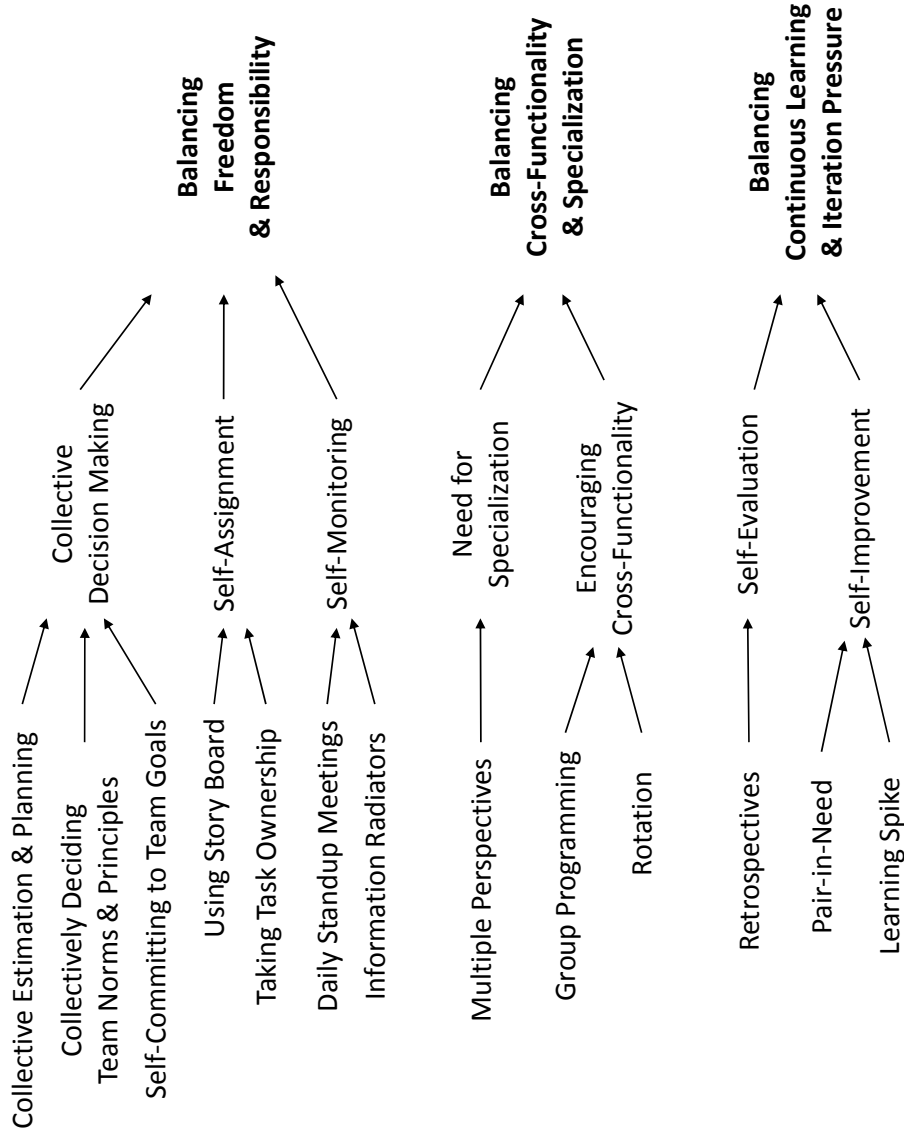 Collective Estimation & Planning
Collectively Deciding
Team Norms & Principles
Self-Committing to Team Goals
Using Story Board
Taking Task Ownership
Daily Standup Meetings
Information Radiators
Multiple Perspectives
Group Programming
Rotation
Retrospectives
Pair-in-Need
Learning Spike
Collective
Decision Making
Self-Assignment
Self-Monitoring
Need for
Specialization
Encouraging
Cross-Functionality
Self-Evaluation
Self-Improvement
Balancing
Freedom
& Responsibility
Balancing
Cross-Functionality
& Specialization
Balancing
Continuous Learning
& Iteration Pressure